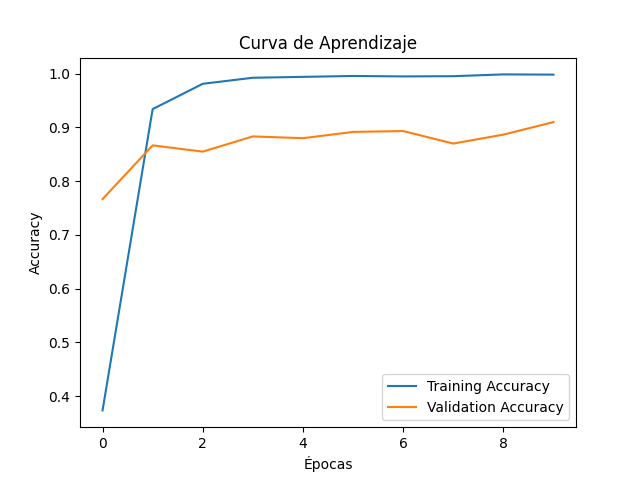 Curva de Aprendizaje
1.0
0.9
0.8
0.7
0.6
0.5
0.4
Accuracy
Training Accuracy
Validation Accuracy
0 2 4 6 8
Épocas